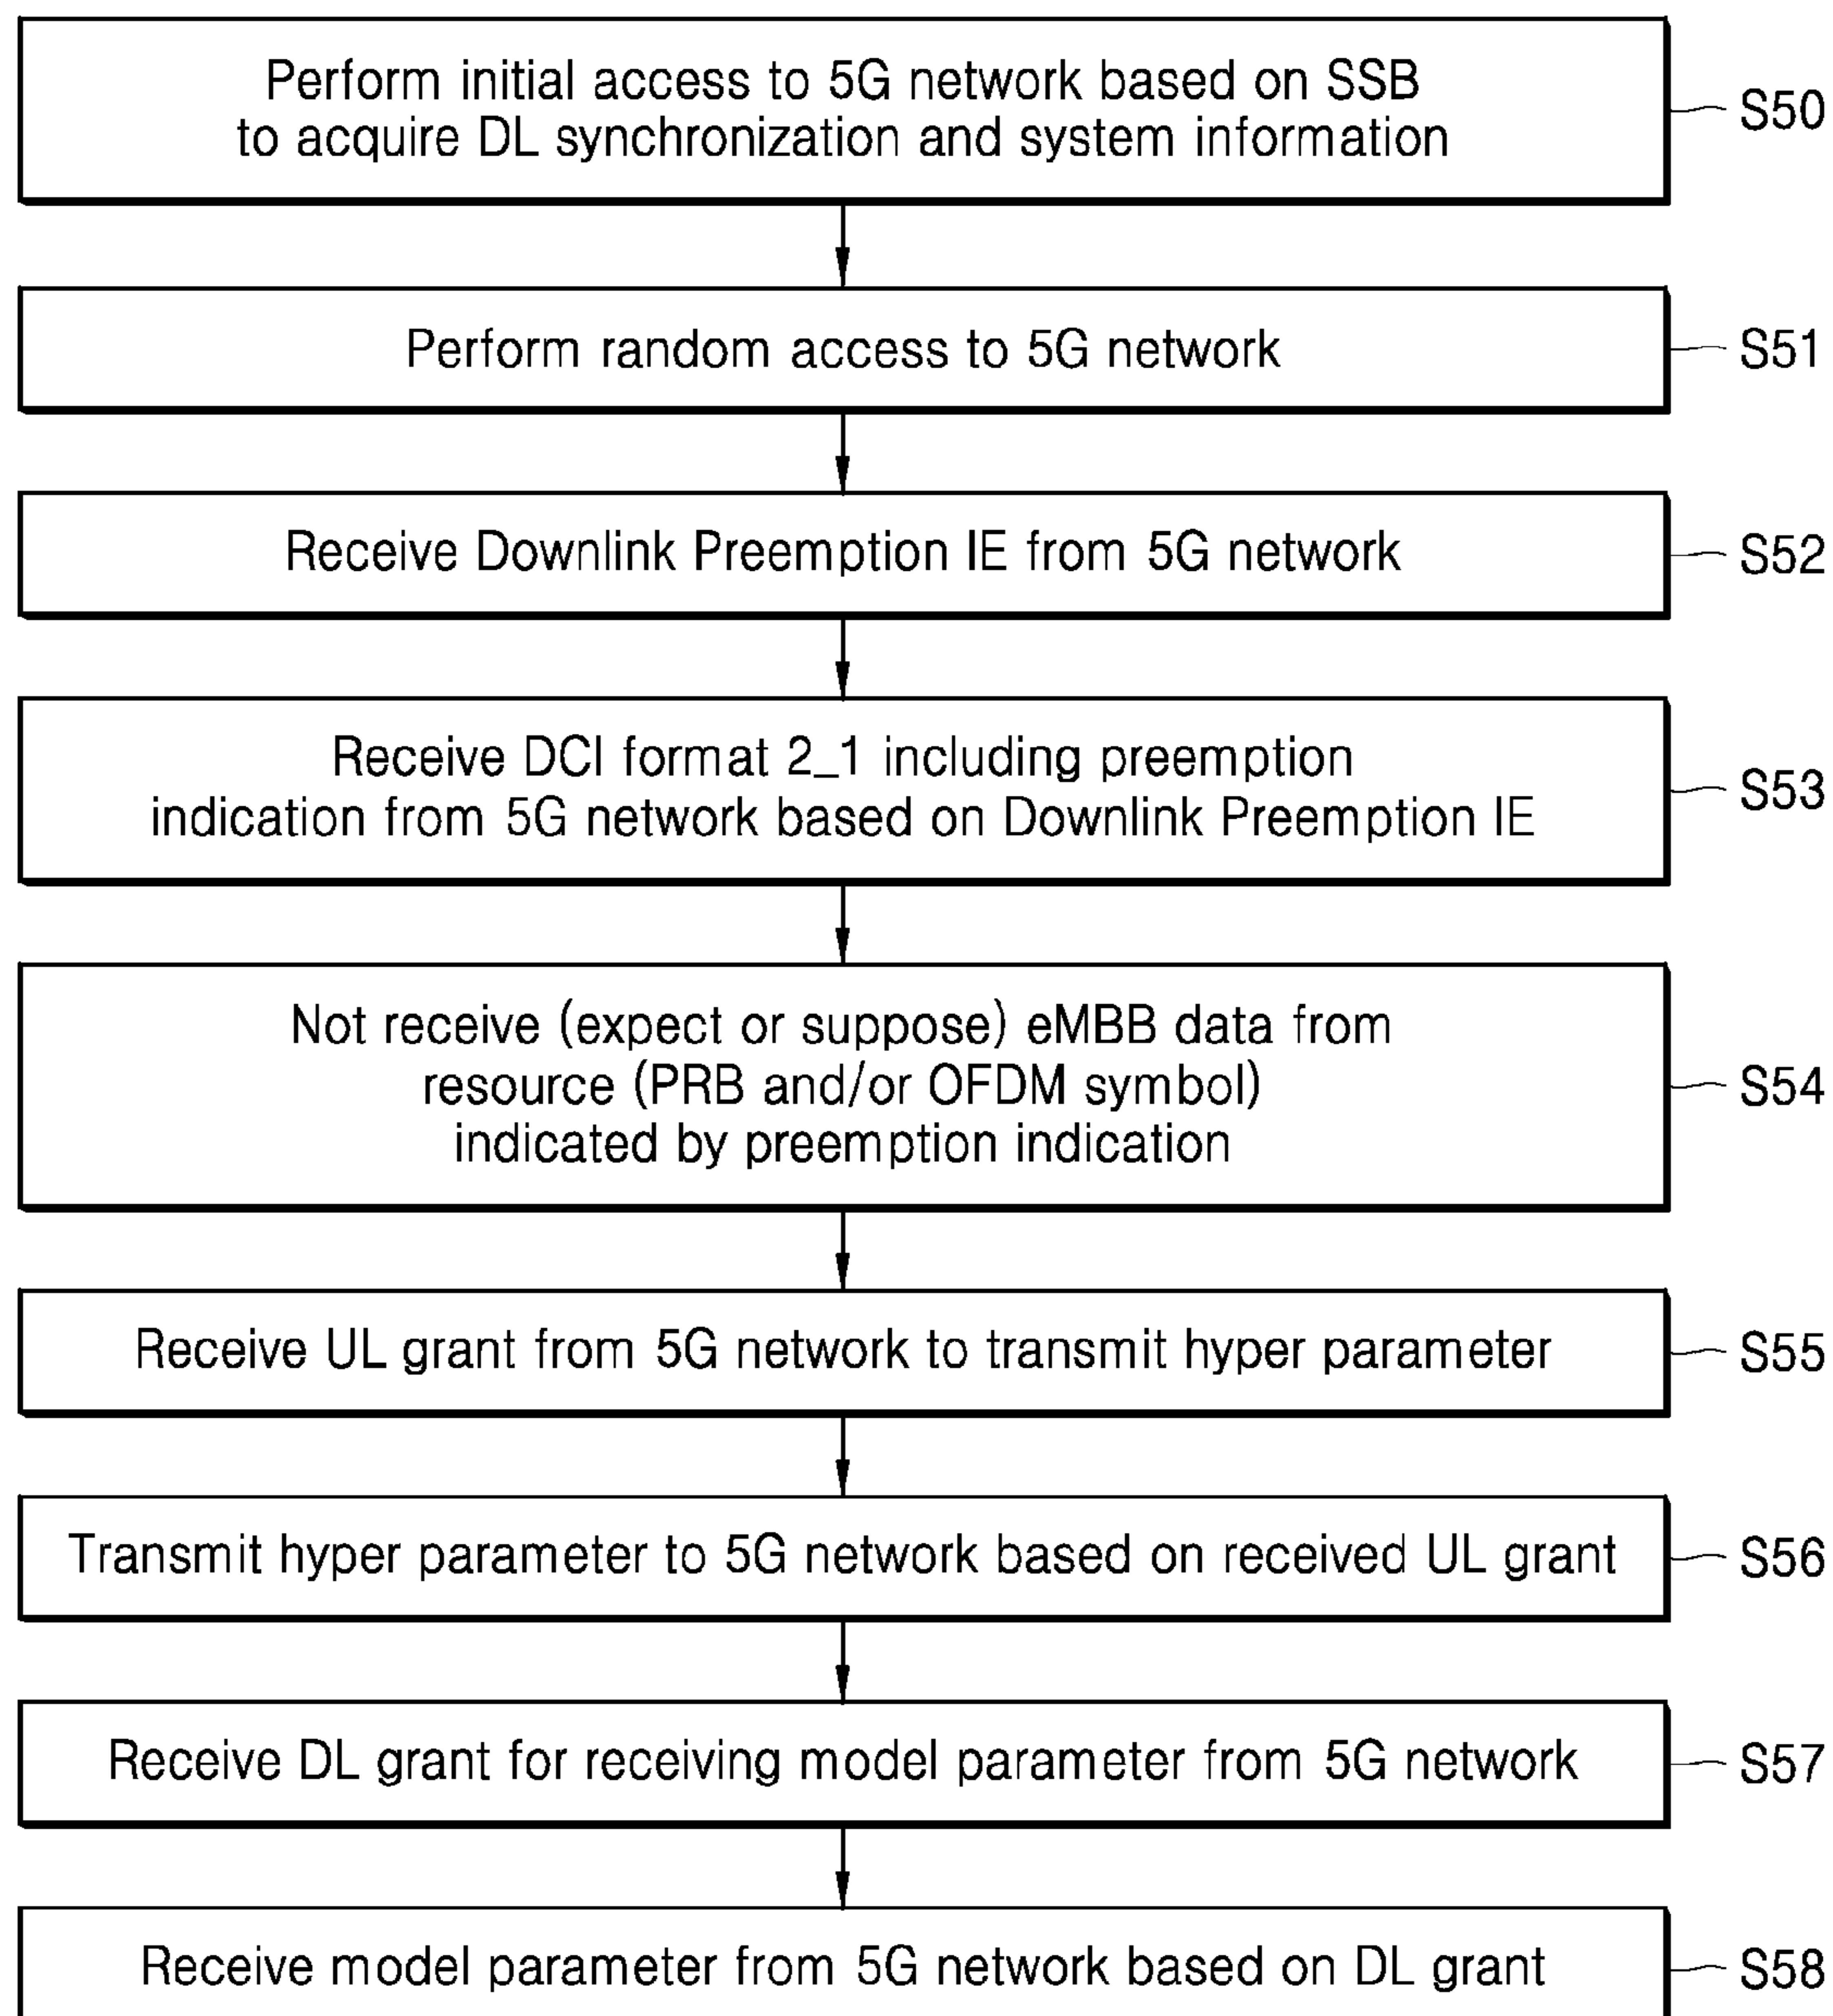 Perform initial access to 5G network based on SSB
to acquire DL synchronization and system information
S50
Perform random access to 5G network
S51
Receive Downlink Preemption IE from 5G network
S52
Receive DCI format 2_1 including preemption
indication from 5G network based on Downlink Preemption IE
S53
Not receive (expect or suppose) eMBB data from
resource (PRB and/or OFDM symbol)
indicated by preemption indication
S54
Receive UL grant from 5G network to transmit hyper parameter
S55
Transmit hyper parameter to 5G network based on received UL grant
S56
Receive DL grant for receiving model parameter from 5G network
S57
Receive model parameter from 5G network based on DL grant
S58